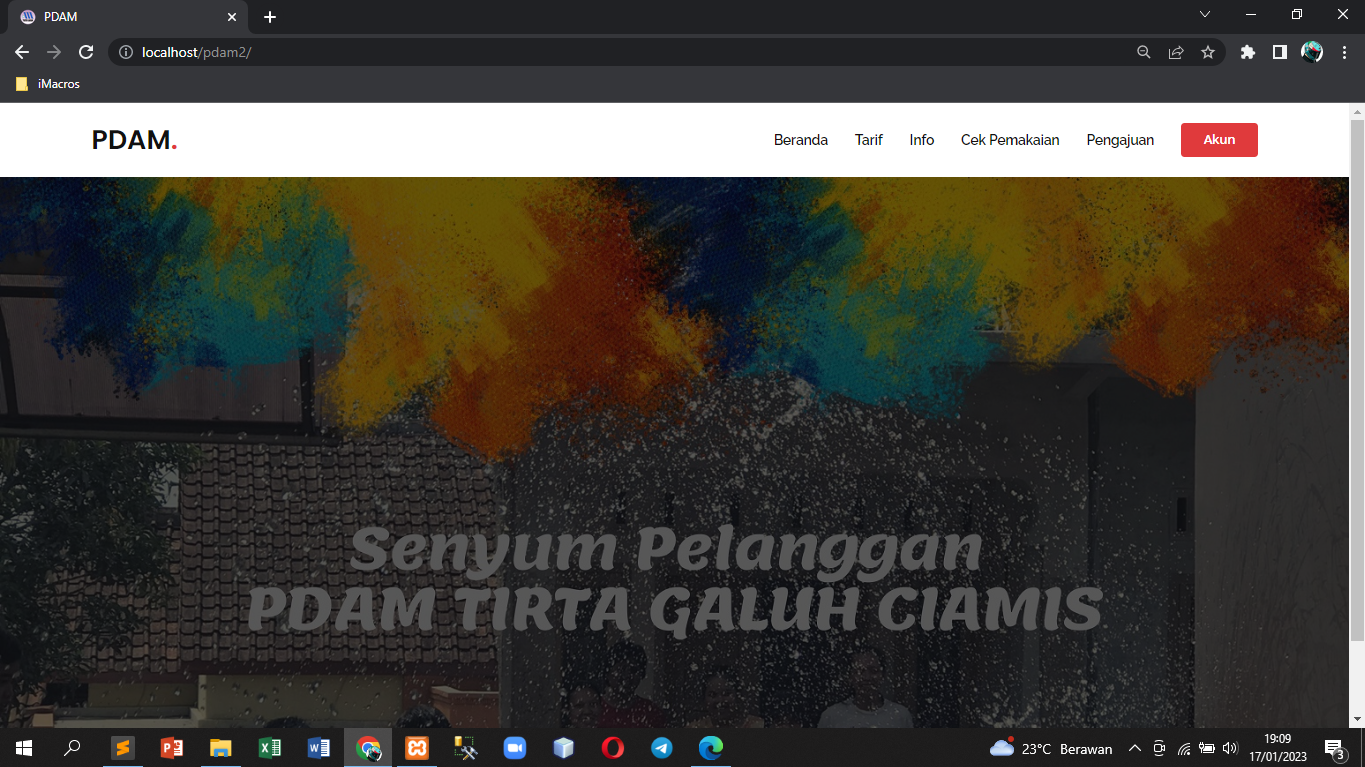 PDAM
localhost/pdam2/
iMacros
PDAM.
Beranda
Tarif
Info
Cek Pemakaian
Pengajuan
Akun
Senyum Pelanggan
PDAM TIRTA GALUH CIAMIS
23°C Berawan
19:09
17/01/2023
3